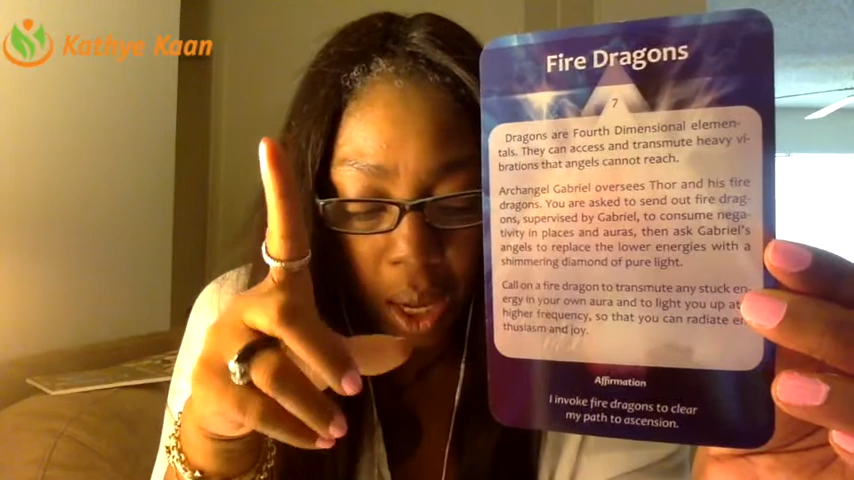 Kathye Kaan
Fire Dragons
7
Dragons are Fourth Dimensional elemen-
tals. They can access and transmute heavy vi-
brations that angels cannot reach.
Archangel Gabriel oversees Thor and his fire
dragons. You are asked to send out fire drag-
ons, supervised by Gabriel, to consume nega-
tivity in places and auras, then ask Gabriel's
angels to replace the lower energies with a
shimmering diamond of pure light.
Call on a fire dragon to transmute any stuck en-
ergy in your own aura and to light you up at
higher frequency, so that you can radiate en-
thusiasm and joy.
Affirmation
I invoke fire dragons to clear
my path to ascension.